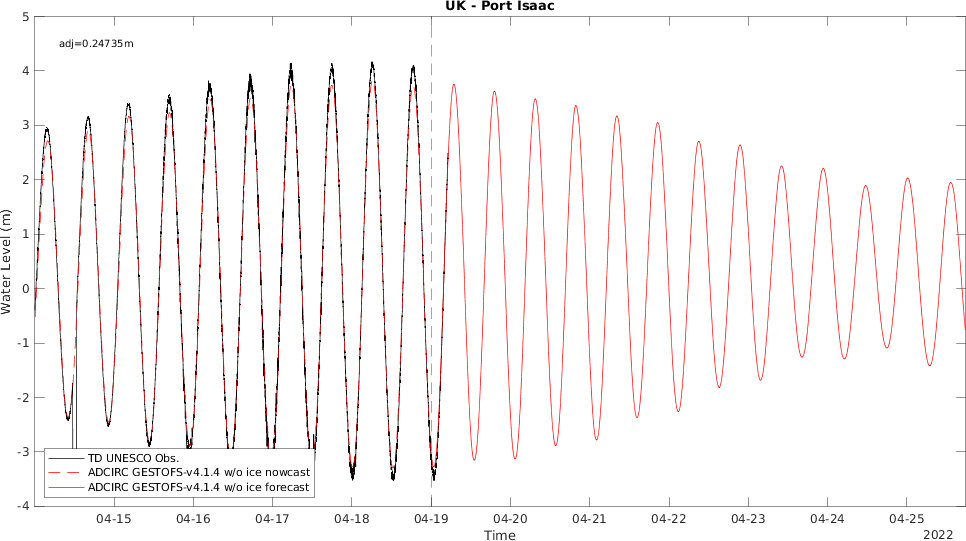 UK - Port Isaac
adj=0.24735m
Water Level (m)
5
4
3
2
1
0
-1
-2
-3
-4
TD UNESCO Obs.
ADCIRC GESTOFS-v4.1.4 w/o ice nowcast
ADCIRC GESTOFS-v4.1.4 w/o ice forecast
04-15 04-16 04-17 04-18 04-19 04-20 04-21 04-22 04-23 04-24 04-25
Time
2022